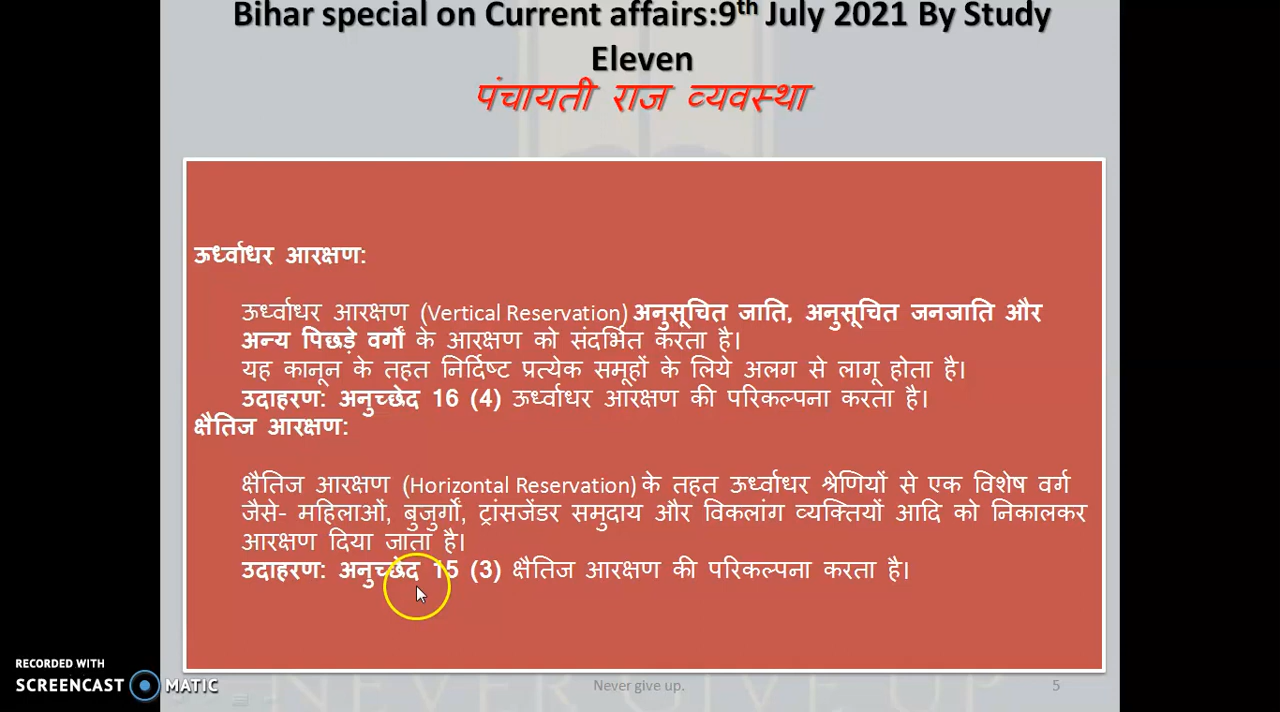 Bihar special on Current affairs:9th July 2021 By Study
Eleven
पंचायती राज व्यवस्था
ऊर्ध्वाधर आरक्षण:
ऊर्ध्वाधर आरक्षण (Vertical Reservation) अनुसूचित जाति, अनुसूचित जनजाति और
अन्य पिछड़े वर्गों के आरक्षण को संदर्भित करता है।
यह कानून के तहत निर्दिष्ट प्रत्येक समूहों के लिये अलग से लागू होता है।
उदाहरण: अनुच्छेद 16 (4) ऊर्ध्वाधर आरक्षण की परिकल्पना करता है।
क्षैतिज आरक्षण:
क्षैतिज आरक्षण (Horizontal Reservation) के तहत ऊर्ध्वाधर श्रेणियों से एक विशेष वर्ग
जैसे- महिलाओं, बुजुर्गों, ट्रांसजेंडर समुदाय और विकलांग व्यक्तियों आदि को निकालकर
आरक्षण दिया जाता है।
उदाहरण: अनुच्छेद 15 (3) क्षैतिज आरक्षण की परिकल्पना करता है।
NEVER GIVE UP
Never give up.
5
RECORDED WITH
SCREENCAST MATIC